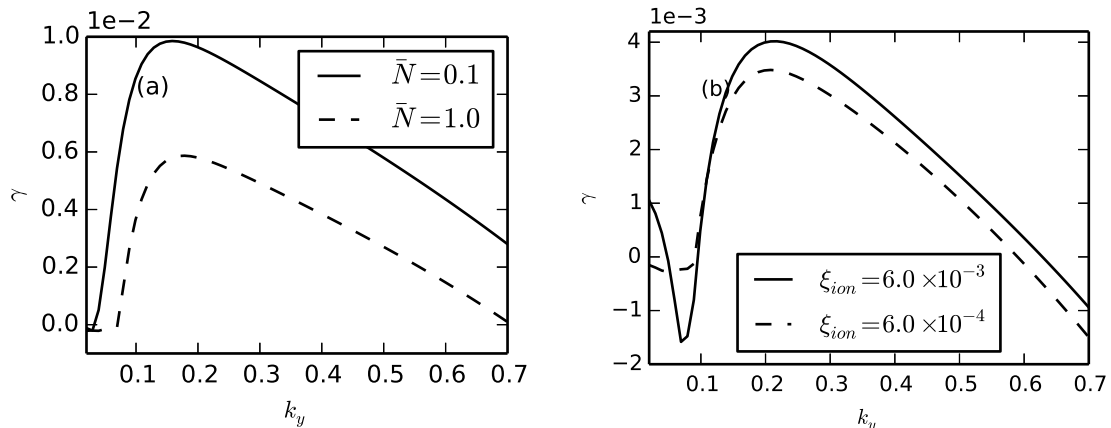 1e−2
1.0
0.8
0.6
0.4
0.2
0.0
γ
(a)
N̄=0.1
N̄=1.0
0.1 0.2 0.3 0.4 0.5 0.6 0.7
k_y
1e−3
4
3
2
1
0
−1
−2
γ
(b)
ξ_ion=6.0 ×10^−3
ξ_ion=6.0 ×10^−4
0.1 0.2 0.3 0.4 0.5 0.6 0.7
k_y